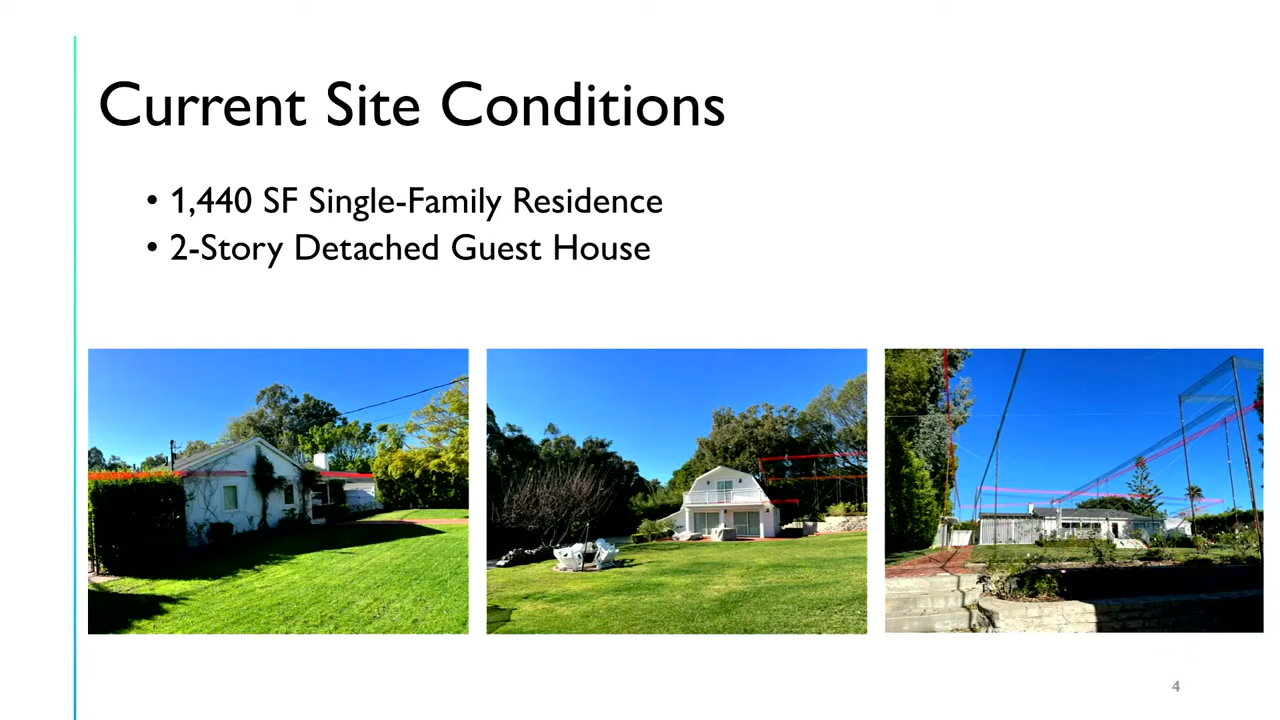 Current Site Conditions
• 1,440 SF Single-Family Residence
• 2-Story Detached Guest House
4